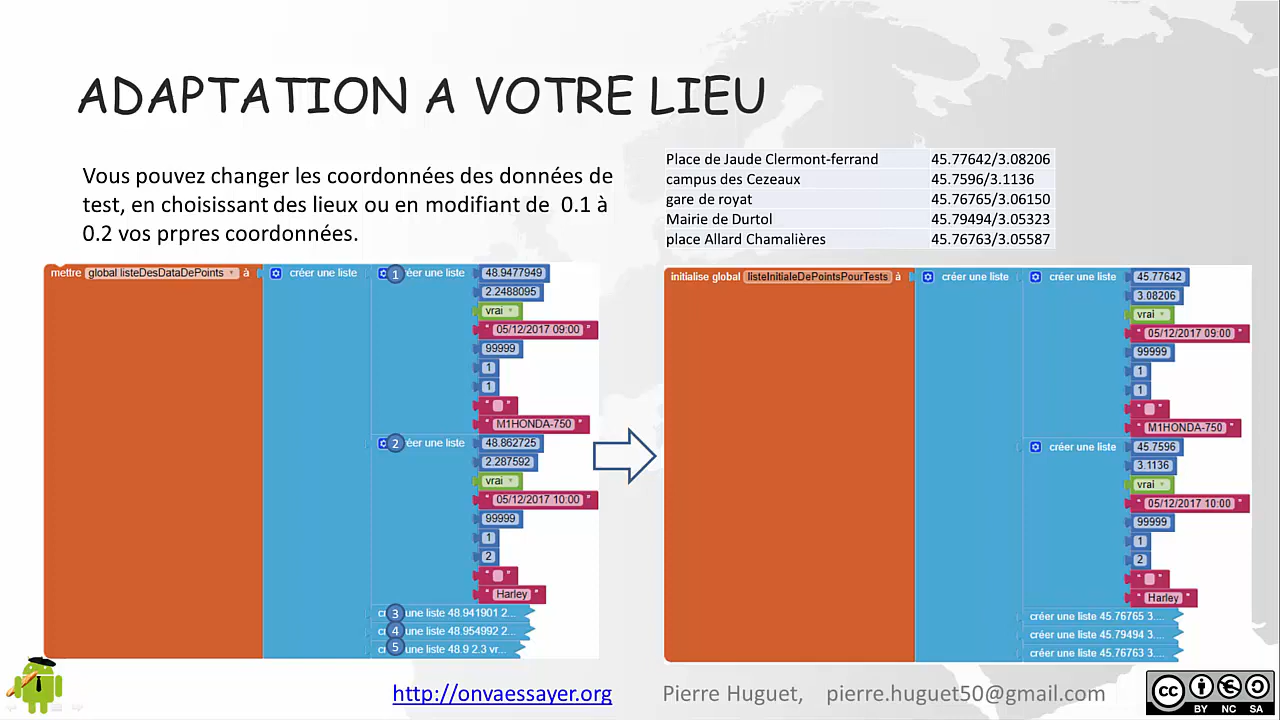 ADAPTATION A VOTRE LIEU
Vous pouvez changer les coordonnées des données de
test, en choisissant des lieux ou en modifiant de 0.1 à
0.2 vos prpres coordonnées.
Place de Jaude Clermont-ferrand 45.77642/3.08206
campus des Cezeaux 45.7596/3.1136
gare de royat 45.76765/3.06150
Mairie de Durtol 45.79494/3.05323
place Allard Chamalières 45.76763/3.05587
mettre global listeDesDataDePoints à créer une liste 1 réer une liste 48.9477949
2.2488095
vrai
" 05/12/2017 09:00 "
99999
1
1
" "
" M1HONDA-750 "
2 réer une liste 48.862725
2.287592
vrai
" 05/12/2017 10:00 "
99999
1
2
" "
" Harley "
cr 3 une liste 48.941901 2...
cr 4 une liste 48.954992 2...
cr 5 une liste 48.9 2.3 vr...
initialise global listeInitialeDePointsPourTests à créer une liste créer une liste 45.77642
3.08206
vrai
" 05/12/2017 09:00 "
99999
1
1
" "
" M1HONDA-750 "
créer une liste 45.7596
3.1136
vrai
" 05/12/2017 10:00 "
99999
1
2
" "
" Harley "
créer une liste 45.76765 3....
créer une liste 45.79494 3....
créer une liste 45.76763 3....
http://onvaessayer.org Pierre Huguet, pierre.huguet50@gmail.com
cc BY NC SA